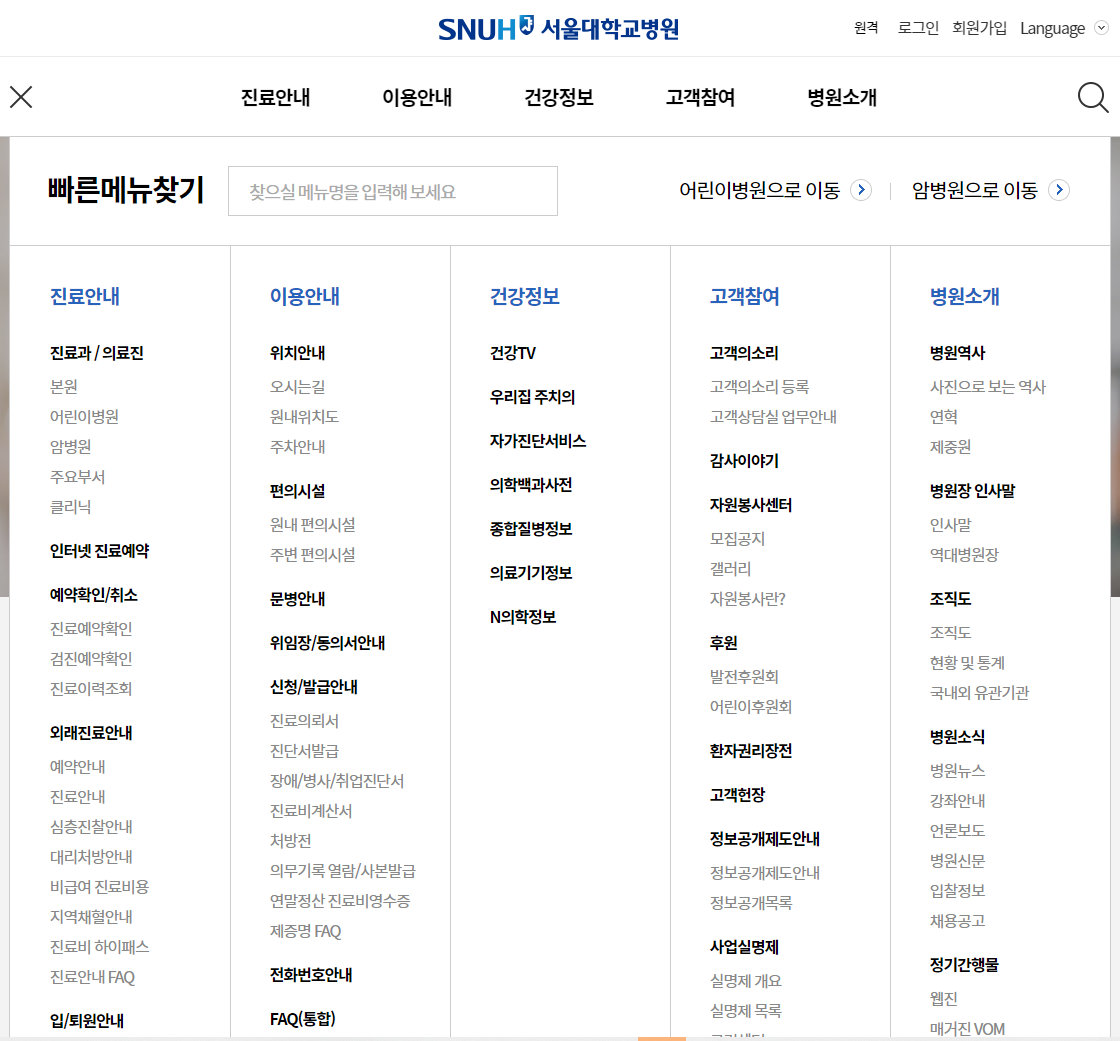 SNUH 서울대학교병원
원격 로그인 회원가입 Language
진료안내 이용안내 건강정보 고객참여 병원소개
빠른메뉴찾기 찾으실 메뉴명을 입력해 보세요 어린이병원으로 이동 암병원으로 이동
진료안내
진료과 / 의료진
본원
어린이병원
암병원
주요부서
클리닉
인터넷 진료예약
예약확인/취소
진료예약확인
검진예약확인
진료이력조회
외래진료안내
예약안내
진료안내
심층진찰안내
대리처방안내
비급여 진료비용
지역채혈안내
진료비 하이패스
진료안내 FAQ
입/퇴원안내
이용안내
위치안내
오시는길
원내위치도
주차안내
편의시설
원내 편의시설
주변 편의시설
문병안내
위임장/동의서안내
신청/발급안내
진료의뢰서
진단서발급
장애/병사/취업진단서
진료비계산서
처방전
의무기록 열람/사본발급
연말정산 진료비영수증
제증명 FAQ
전화번호안내
FAQ(통합)
건강정보
건강TV
우리집 주치의
자가진단서비스
의학백과사전
종합질병정보
의료기기정보
N의학정보
고객참여
고객의소리
고객의소리 등록
고객상담실 업무안내
감사이야기
자원봉사센터
모집공지
갤러리
자원봉사란?
후원
발전후원회
어린이후원회
환자권리장전
고객헌장
정보공개제도안내
정보공개제도안내
정보공개목록
사업실명제
실명제 개요
실명제 목록
병원소개
병원역사
사진으로 보는 역사
연혁
제중원
병원장 인사말
인사말
역대병원장
조직도
조직도
현황 및 통계
국내외 유관기관
병원소식
병원뉴스
강좌안내
언론보도
병원신문
입찰정보
채용공고
정기간행물
웹진
매거진 VOM